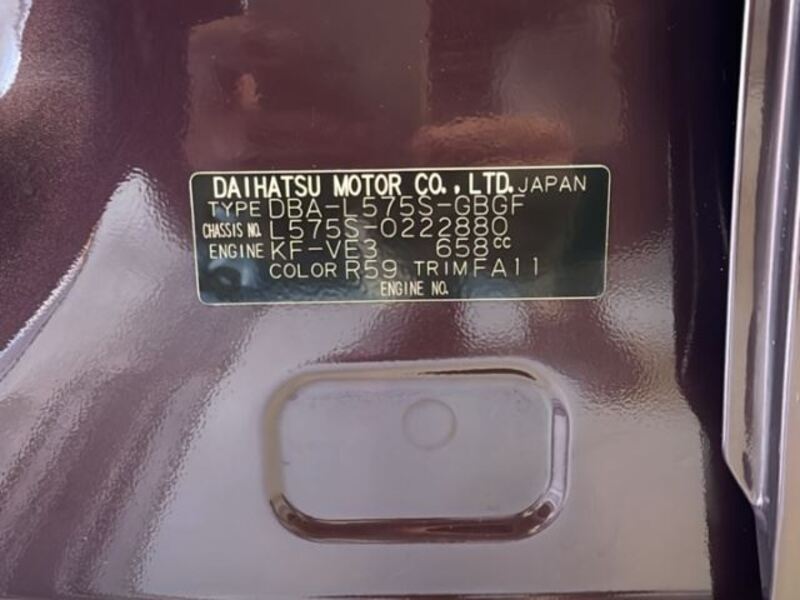 DAIHATSU MOTOR CO., LTD. JAPAN
TYPE DBA-L575S-GBGF
CHASSIS NO. L575S-0222880
ENGINE KF-VE3 658cc
COLOR R59 TRIM FA11
ENGINE NO.